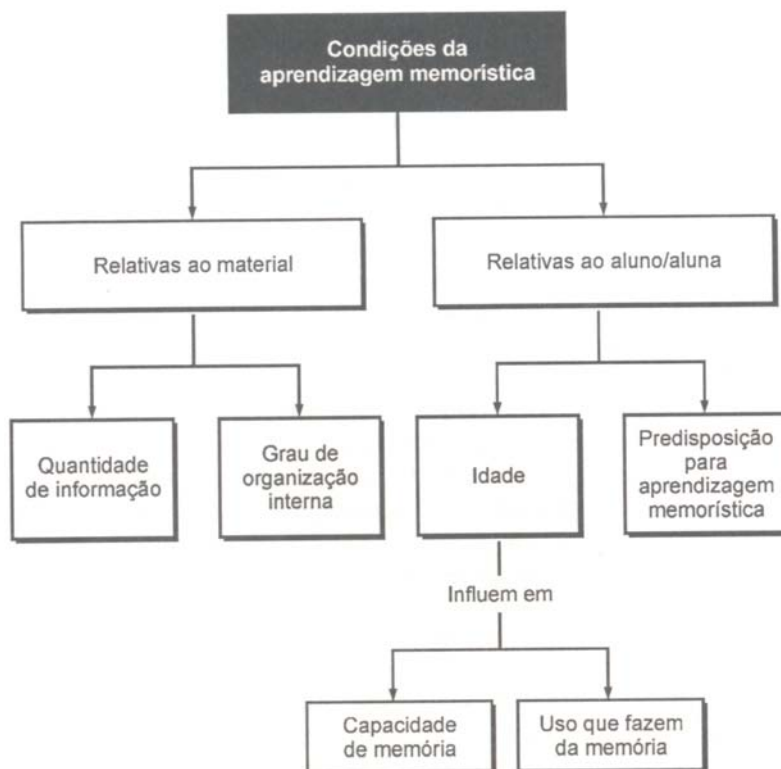 Condições da
aprendizagem memorística
Relativas ao material
Relativas ao aluno/aluna
Quantidade
de informação
Grau de
organização
interna
Idade
Predisposição
para
aprendizagem
memorística
Influem em
Capacidade
de memória
Uso que fazem
da memória